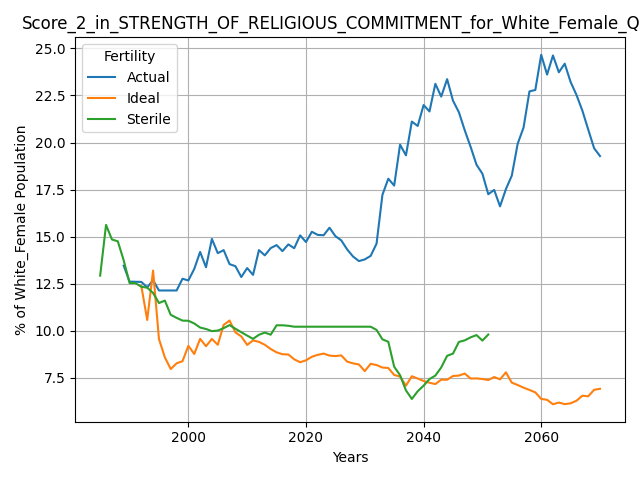 Score_2_in_STRENGTH_OF_RELIGIOUS_COMMITMENT_for_White_Female_Q
Fertility
Actual
Ideal
Sterile
25.0
22.5
20.0
17.5
15.0
12.5
10.0
7.5
% of White_Female Population
2000
2020
2040
2060
Years